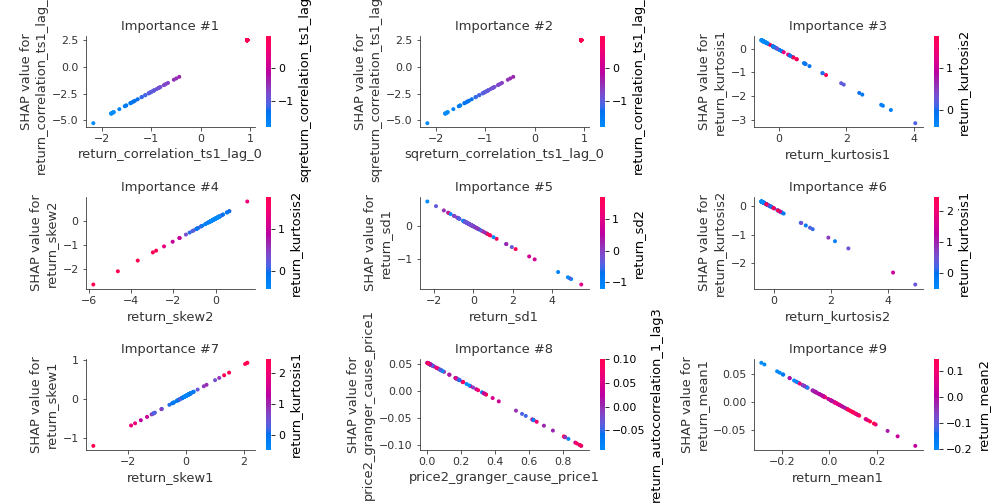 Importance #1
SHAP value for
return_correlation_ts1_lag_
2.5
0.0
−2.5
−5.0
−2
−1
0
1
return_correlation_ts1_lag_0
0
−1
sqreturn_correlation_ts1_lag_
Importance #2
SHAP value for
sqreturn_correlation_ts1_lag_
2.5
0.0
−2.5
−5.0
−2
−1
0
1
sqreturn_correlation_ts1_lag_0
0
−1
return_correlation_ts1_lag_
Importance #3
SHAP value for
return_kurtosis1
0
−1
−2
−3
0
2
4
return_kurtosis1
1
0
return_kurtosis2
Importance #4
SHAP value for
return_skew2
0
−1
−2
−6
−4
−2
0
return_skew2
1
0
return_kurtosis2
Importance #5
SHAP value for
return_sd1
0
−1
−2
0
2
4
return_sd1
1
0
−1
return_sd2
Importance #6
SHAP value for
return_kurtosis2
0
−1
−2
0
2
4
return_kurtosis2
2
1
0
return_kurtosis1
Importance #7
SHAP value for
return_skew1
1
0
−1
−2
0
2
return_skew1
2
1
0
return_kurtosis1
Importance #8
SHAP value for
price2_granger_cause_price1
0.05
0.00
−0.05
−0.10
0.0
0.2
0.4
0.6
0.8
price2_granger_cause_price1
0.10
0.05
0.00
−0.05
return_autocorrelation_1_lag3
Importance #9
SHAP value for
return_mean1
0.05
0.00
−0.05
−0.2
0.0
0.2
return_mean1
0.1
0.0
−0.1
−0.2
return_mean2